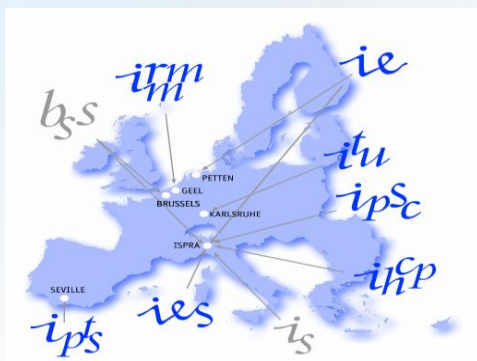 irmm
ie
bss
itu
PETTEN
GEEL
BRUSSELS
ipsc
KARLSRUHE
ISPRA
ihcp
SEVILLE
ies
ipts
is